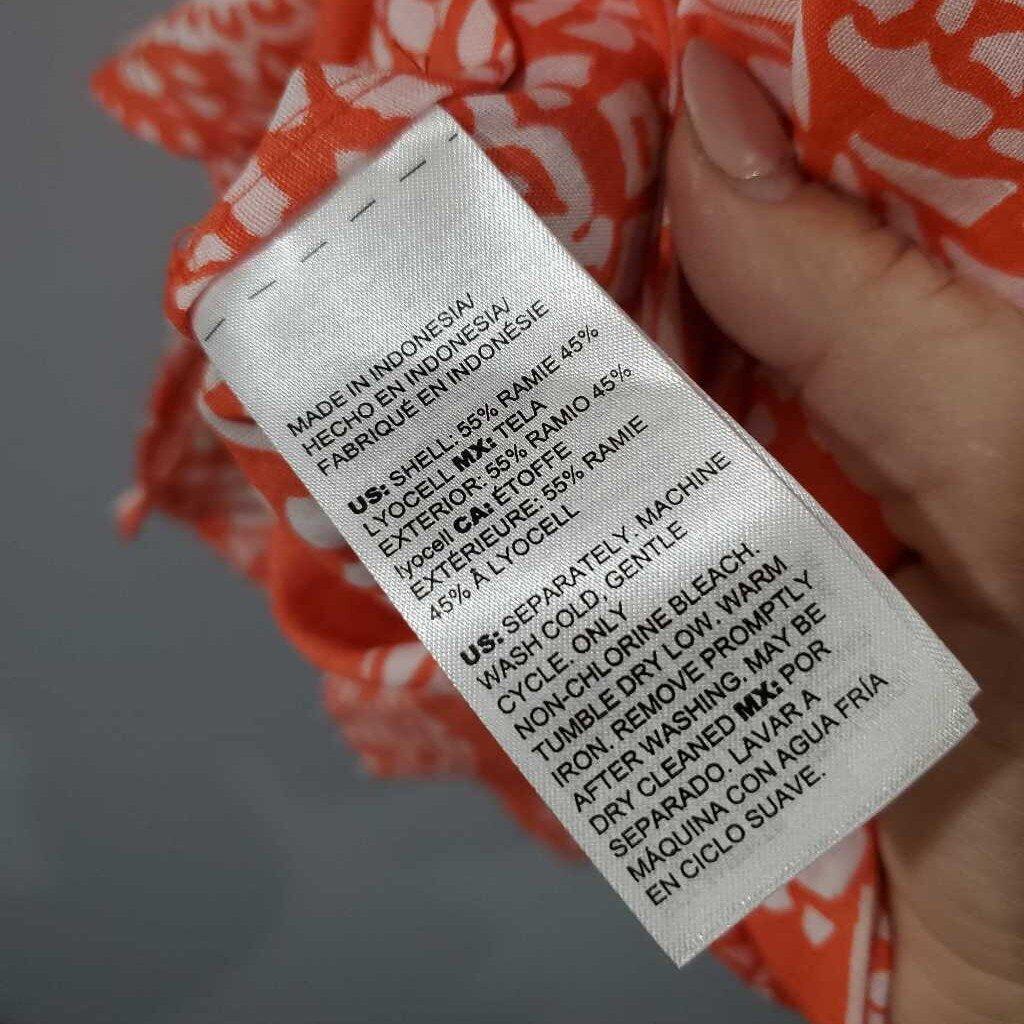 MADE IN INDONESIA/
HECHO EN INDONESIA/
FABRIQUÉ EN INDONÉSIE
US: SHELL: 55% RAMIE 45%
LYOCELL MX: TELA
EXTERIOR: 55% RAMIO 45%
lyocell CA: ÉTOFFE
EXTÉRIEURE: 55% RAMIE
45% À LYOCELL
US: SEPARATELY. MACHINE
WASH COLD, GENTLE
CYCLE. ONLY
NON-CHLORINE BLEACH.
TUMBLE DRY LOW. WARM
IRON. REMOVE PROMPTLY
AFTER WASHING. MAY BE
DRY CLEANED MX: POR
SEPARADO. LAVAR A
MÁQUINA CON AGUA FRÍA
EN CICLO SUAVE.